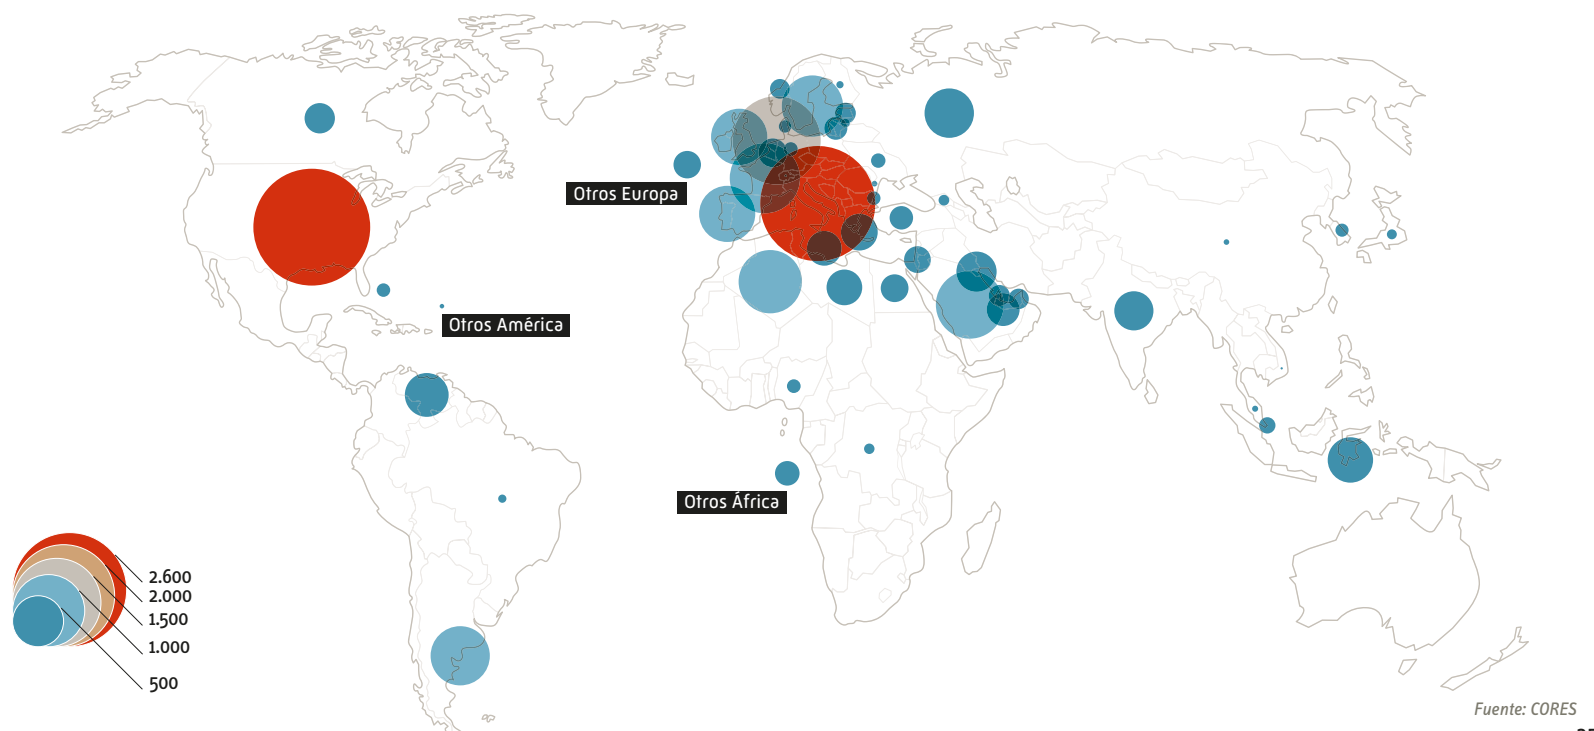 Otros Europa
Otros América
Otros África
2.600
2.000
1.500
1.000
500
Fuente: CORES